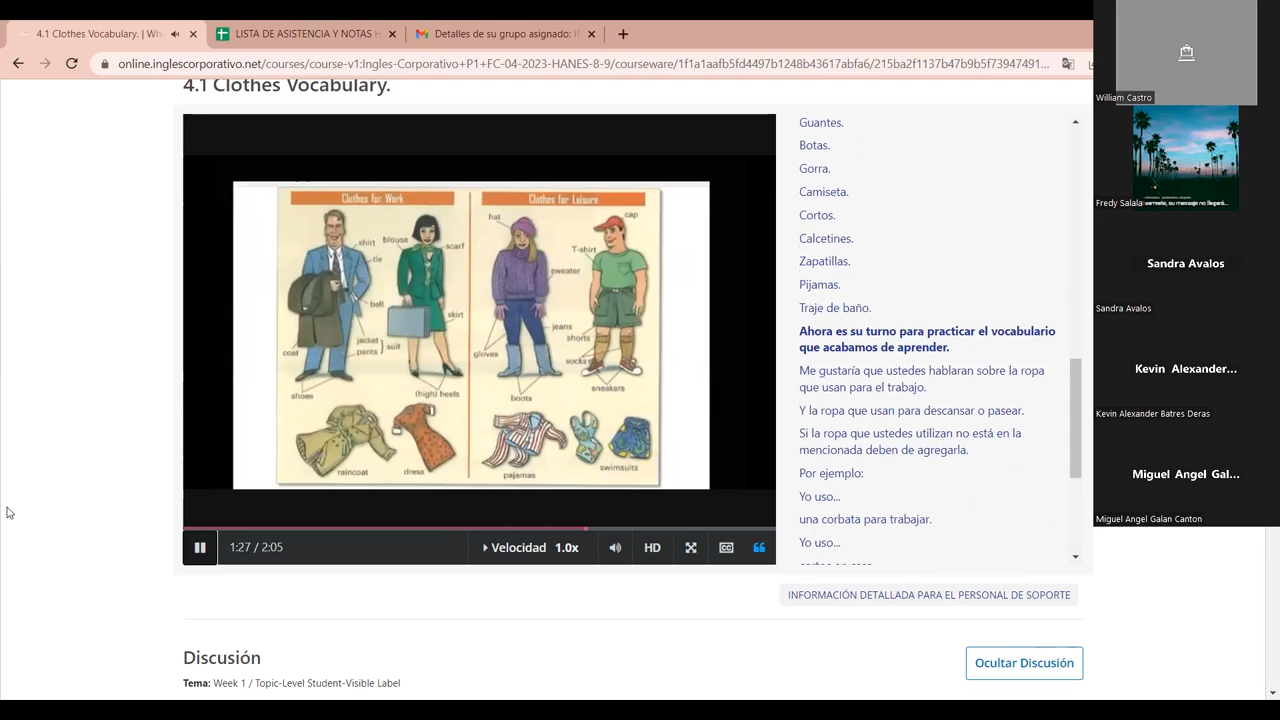 4.1 Clothes Vocabulary. | Wh
LISTA DE ASISTENCIA Y NOTAS H
Detalles de su grupo asignado: II
online.inglescorporativo.net/courses/course-v1:Ingles-Corporativo+P1+FC-04-2023-HANES-8-9/courseware/1f1a1aafb5fd4497b1248b43617abfa6/215ba2f1137b47b9b5f73947491...
4.1 Clothes Vocabulary.
Clothes for Work
Clothes for Leisure
shirt
blouse
scarf
tie
belt
skirt
coat
jacket
pants
suit
shoes
(high) heels
raincoat
dress
hat
cap
T-shirt
sweater
jeans
shorts
gloves
socks
sneakers
boots
pajamas
swimsuits
1:27 / 2:05
Velocidad 1.0x
HD
CC
Guantes.
Botas.
Gorra.
Camiseta.
Cortos.
Calcetines.
Zapatillas.
Pijamas.
Traje de baño.
Ahora es su turno para practicar el vocabulario
que acabamos de aprender.
Me gustaría que ustedes hablaran sobre la ropa
que usan para el trabajo.
Y la ropa que usan para descansar o pasear.
Si la ropa que ustedes utilizan no está en la
mencionada deben de agregarla.
Por ejemplo:
Yo uso...
una corbata para trabajar.
Yo uso...
INFORMACIÓN DETALLADA PARA EL PERSONAL DE SOPORTE
Discusión
Ocultar Discusión
Tema: Week 1 / Topic-Level Student-Visible Label
William Castro
Fredy Salala
Sandra Avalos
Sandra Avalos
Kevin Alexander...
Kevin Alexander Batres Deras
Miguel Angel Gal...
Miguel Angel Galan Canton